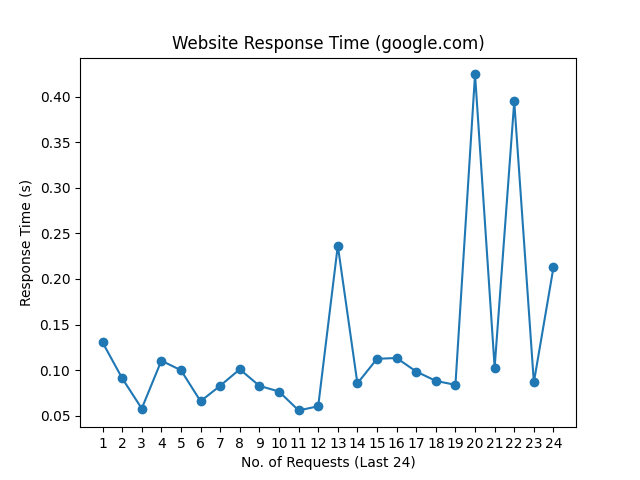 Website Response Time (google.com)
0.40
0.35
0.30
0.25
0.20
0.15
0.10
0.05
Response Time (s)
1 2 3 4 5 6 7 8 9 10 11 12 13 14 15 16 17 18 19 20 21 22 23 24
No. of Requests (Last 24)